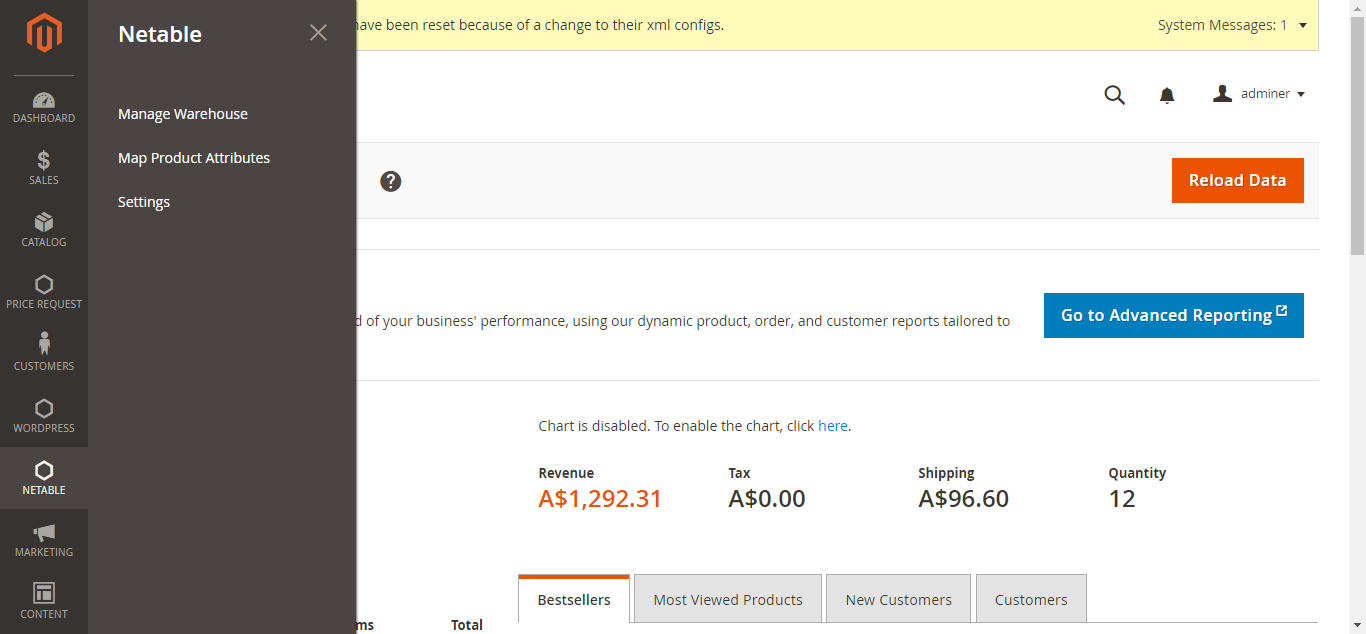 DASHBOARD
SALES
CATALOG
PRICE REQUEST
CUSTOMERS
WORDPRESS
NETABLE
MARKETING
CONTENT
Netable
Manage Warehouse
Map Product Attributes
Settings
have been reset because of a change to their xml configs.
System Messages: 1
adminer
?
Reload Data
d of your business' performance, using our dynamic product, order, and customer reports tailored to
Go to Advanced Reporting
Chart is disabled. To enable the chart, click here.
Revenue Tax Shipping Quantity
A$1,292.31 A$0.00 A$96.60 12
Bestsellers Most Viewed Products New Customers Customers
ms Total